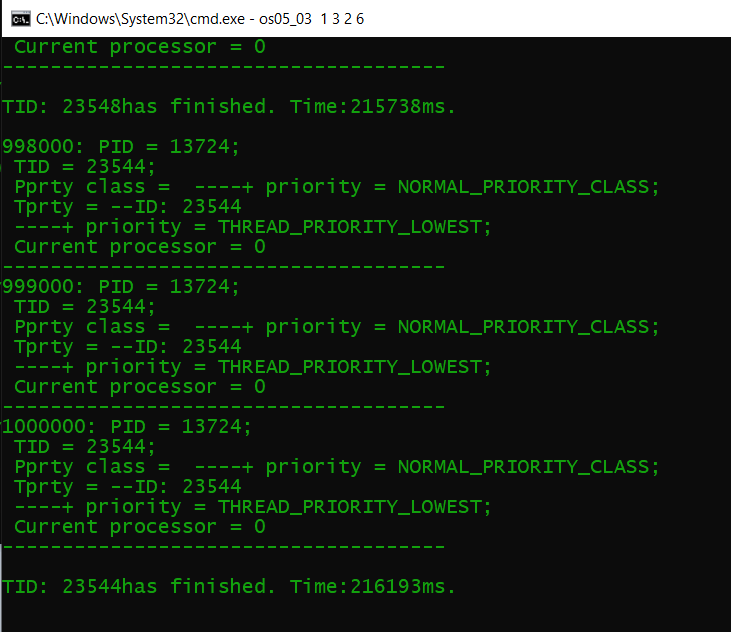 C:\Windows\System32\cmd.exe - os05_03  1 3 2 6
Current processor = 0
-------------------------------------
TID: 23548has finished. Time:215738ms.
998000: PID = 13724;
TID = 23544;
Pprty class =  ----+ priority = NORMAL_PRIORITY_CLASS;
Tprty = --ID: 23544
----+ priority = THREAD_PRIORITY_LOWEST;
Current processor = 0
-------------------------------------
999000: PID = 13724;
TID = 23544;
Pprty class =  ----+ priority = NORMAL_PRIORITY_CLASS;
Tprty = --ID: 23544
----+ priority = THREAD_PRIORITY_LOWEST;
Current processor = 0
-------------------------------------
1000000: PID = 13724;
TID = 23544;
Pprty class =  ----+ priority = NORMAL_PRIORITY_CLASS;
Tprty = --ID: 23544
----+ priority = THREAD_PRIORITY_LOWEST;
Current processor = 0
-------------------------------------
TID: 23544has finished. Time:216193ms.